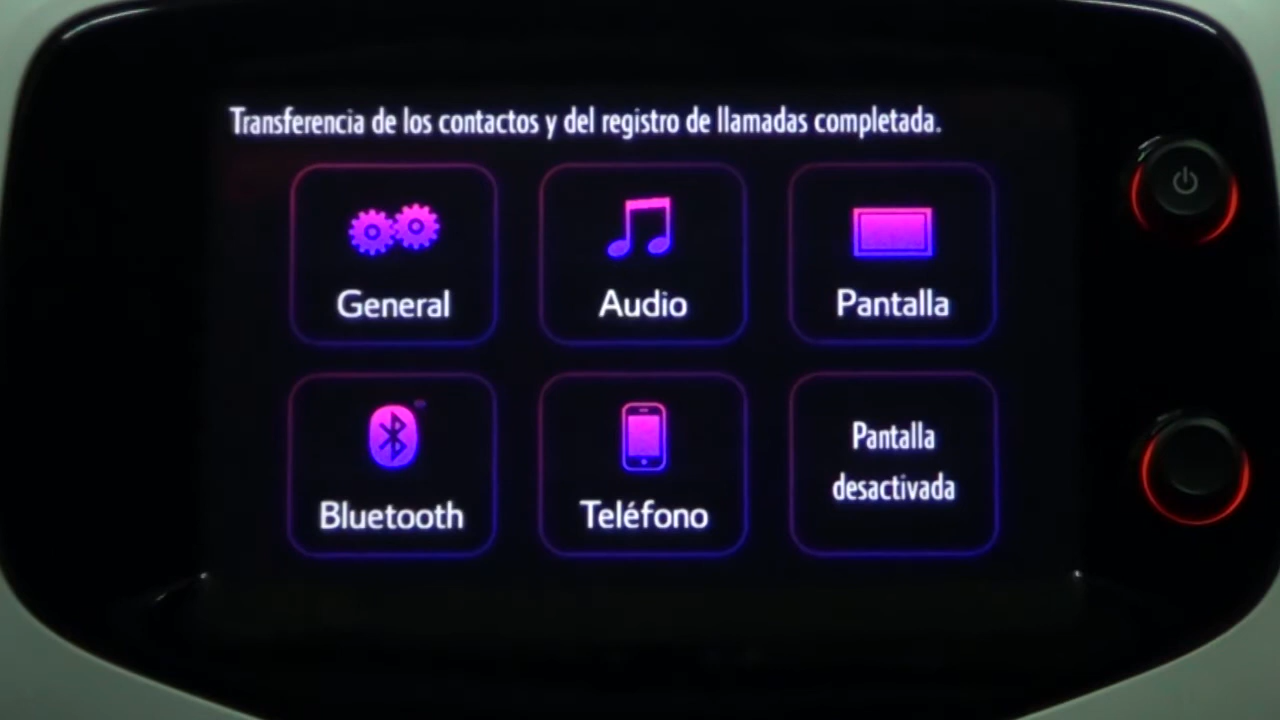 Transferencia de los contactos y del registro de llamadas completada.
General
Audio
Pantalla
Bluetooth
Teléfono
Pantalla
desactivada